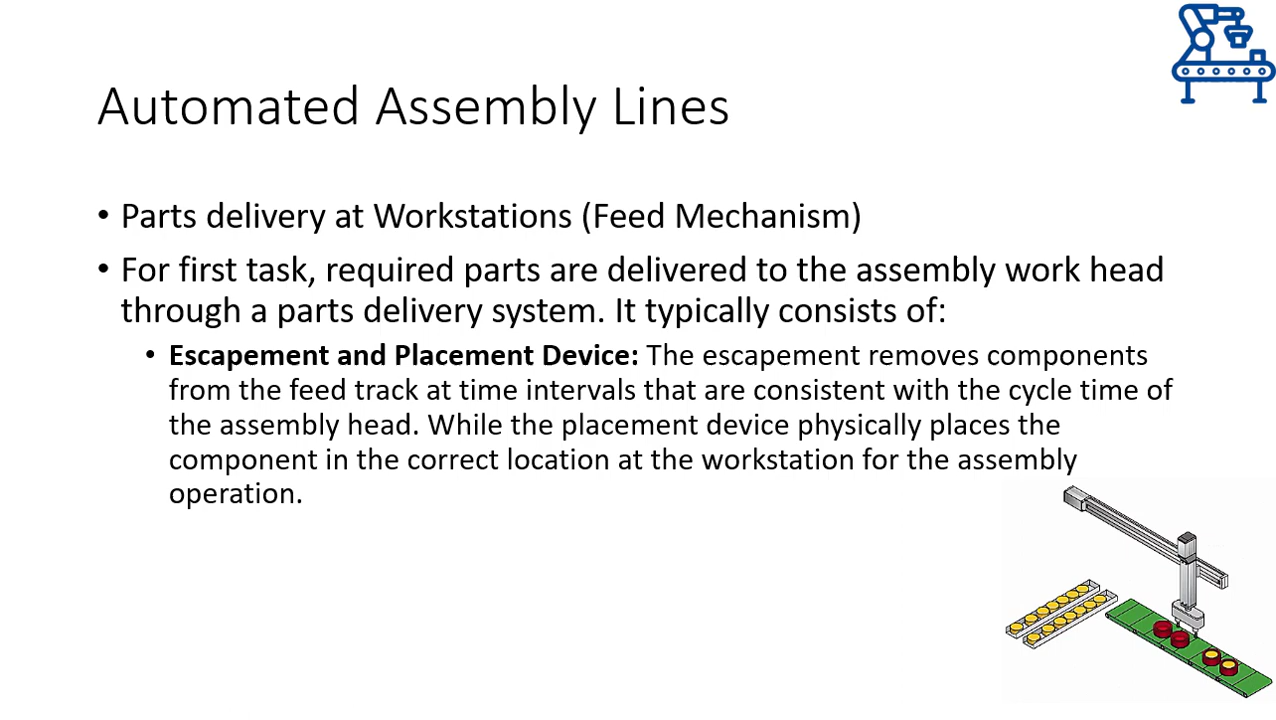 Automated Assembly Lines
• Parts delivery at Workstations (Feed Mechanism)
• For first task, required parts are delivered to the assembly work head
through a parts delivery system. It typically consists of:
• Escapement and Placement Device: The escapement removes components
from the feed track at time intervals that are consistent with the cycle time of
the assembly head. While the placement device physically places the
component in the correct location at the workstation for the assembly
operation.